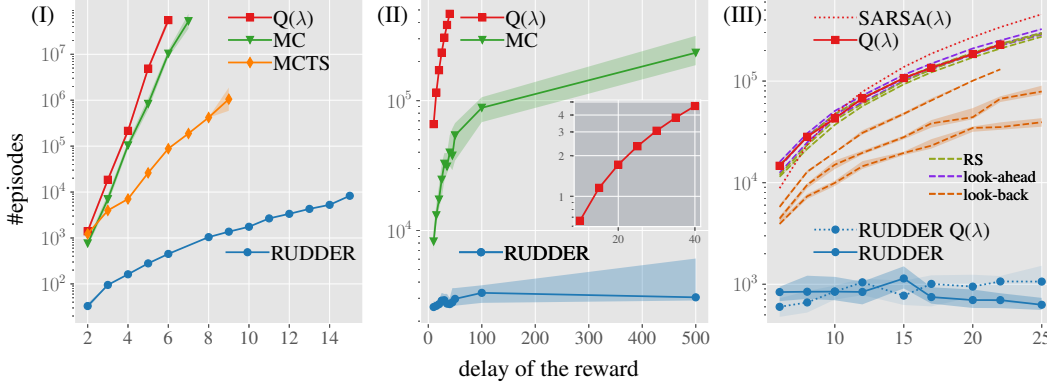 (I)
Q(λ)
MC
MCTS
RUDDER
#episodes
10^7
10^6
10^5
10^4
10^3
10^2
2 4 6 8 10 12 14
(II)
Q(λ)
MC
RUDDER
10^5
10^4
0 100 200 300 400 500
4
3
2
1
20 40
delay of the reward
(III)
SARSA(λ)
Q(λ)
RS
look-ahead
look-back
RUDDER Q(λ)
RUDDER
10^5
10^4
10^3
10 15 20 25